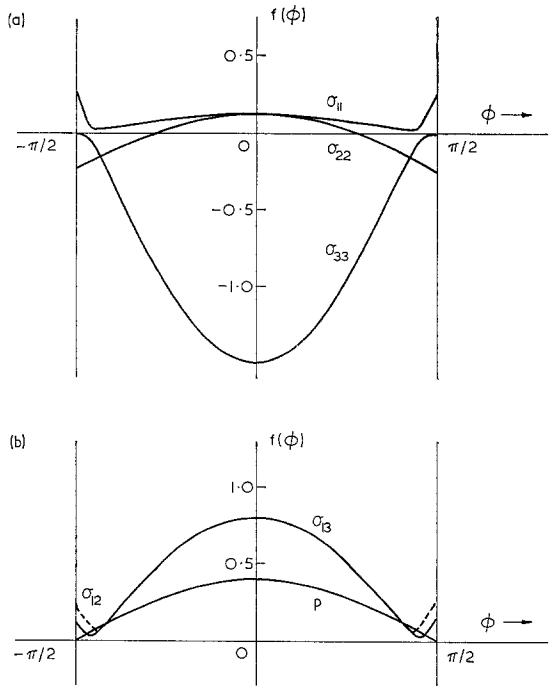 (a)
f(ϕ)
0·5
σ₁₁
ϕ →
-π/2
0
σ₂₂
π/2
-0·5
σ₃₃
-1·0
(b)
f(ϕ)
1·0
σ₁₃
0·5
σ₁₂
P
ϕ →
-π/2
0
π/2